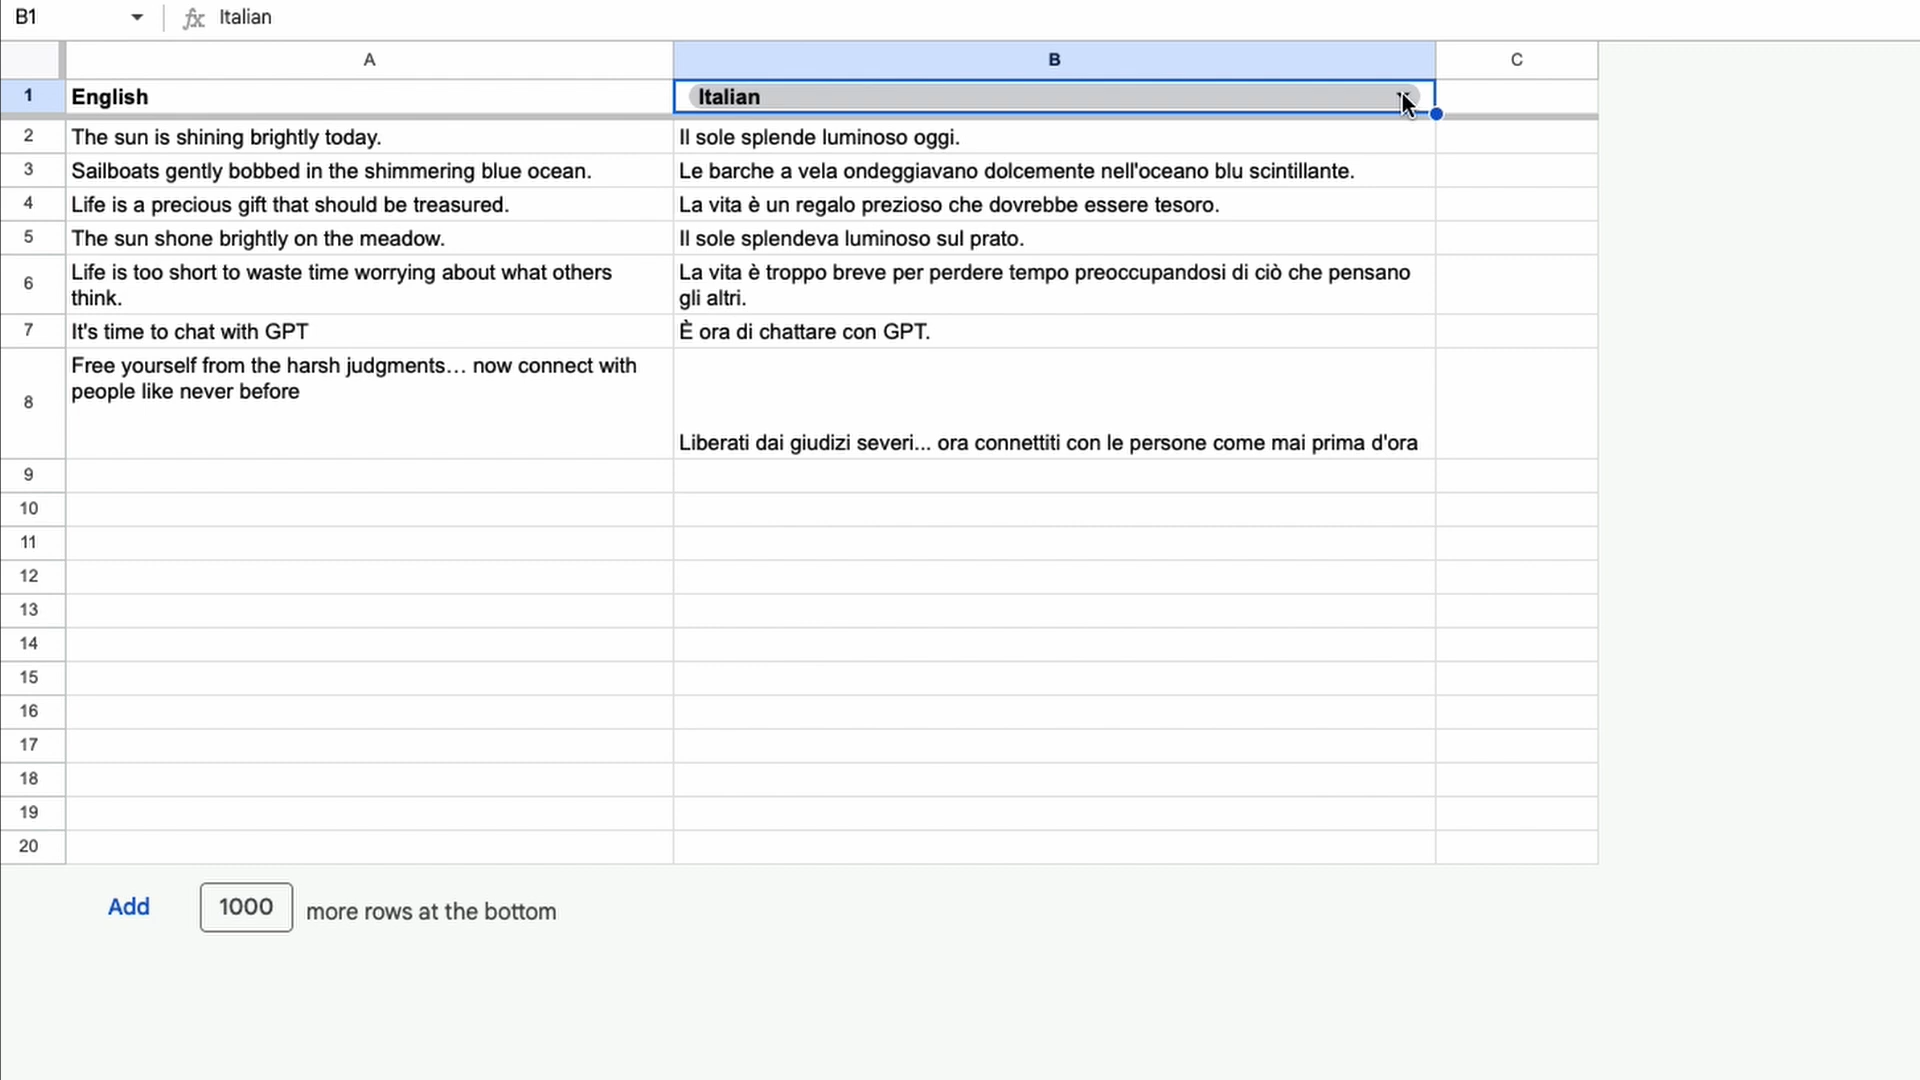 B1 fx Italian
A B C
1 English Italian
2 The sun is shining brightly today. Il sole splende luminoso oggi.
3 Sailboats gently bobbed in the shimmering blue ocean. Le barche a vela ondeggiavano dolcemente nell'oceano blu scintillante.
4 Life is a precious gift that should be treasured. La vita è un regalo prezioso che dovrebbe essere tesoro.
5 The sun shone brightly on the meadow. Il sole splendeva luminoso sul prato.
6 Life is too short to waste time worrying about what others
think.
La vita è troppo breve per perdere tempo preoccupandosi di ciò che pensano
gli altri.
7 It's time to chat with GPT È ora di chattare con GPT.
8 Free yourself from the harsh judgments… now connect with
people like never before
Liberati dai giudizi severi... ora connettiti con le persone come mai prima d'ora
9
10
11
12
13
14
15
16
17
18
19
20
Add 1000 more rows at the bottom